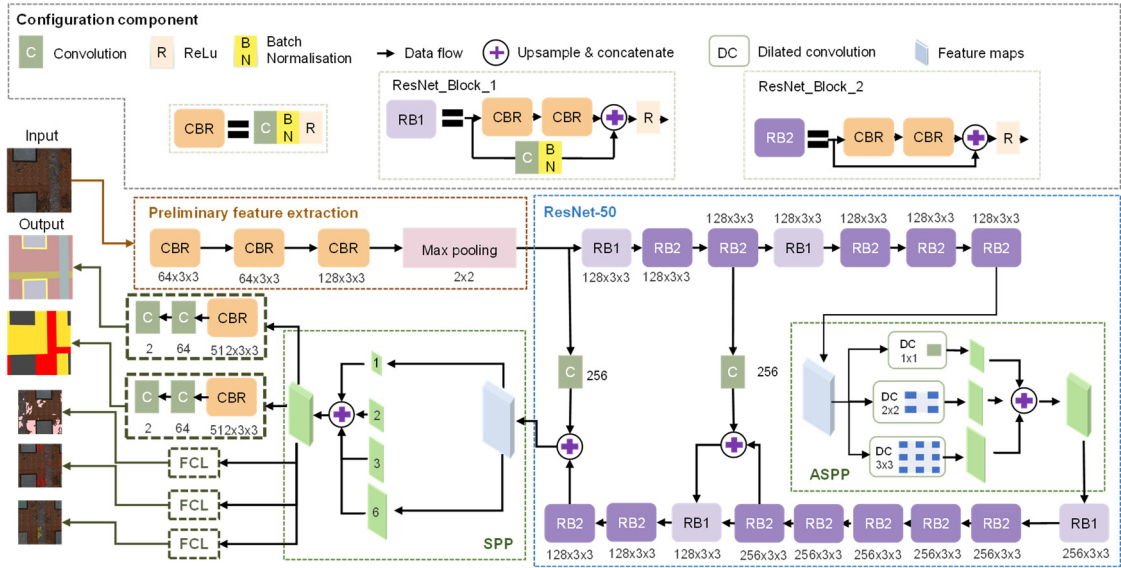 Configuration component
C Convolution R ReLu B N Batch Normalisation Data flow Upsample & concatenate DC Dilated convolution Feature maps
ResNet_Block_1
ResNet_Block_2
CBR C B N R
RB1 CBR CBR R
C B N
RB2 CBR CBR R
Input
Output
Preliminary feature extraction
CBR CBR CBR Max pooling
64x3x3 64x3x3 128x3x3 2x2
ResNet-50
128x3x3 128x3x3 128x3x3 128x3x3 128x3x3
RB1 RB2 RB2 RB1 RB2 RB2 RB2
128x3x3 128x3x3
C 256
C 256
DC 1x1
DC 2x2
DC 3x3
ASPP
C C CBR
2 64 512x3x3
C C CBR
2 64 512x3x3
FCL
FCL
FCL
1
2
3
6
SPP
RB2 RB2 RB1 RB2 RB2 RB2 RB2 RB2 RB1
128x3x3 128x3x3 128x3x3 256x3x3 256x3x3 256x3x3 256x3x3 256x3x3 256x3x3